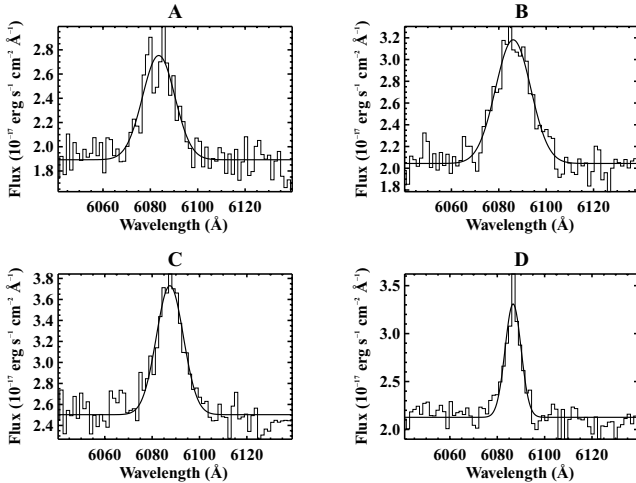 A
B
2.8
2.6
2.4
2.2
2.0
1.8
Flux (10⁻¹⁷ erg s⁻¹ cm⁻² Å⁻¹)
6060 6080 6100 6120
Wavelength (Å)
3.2
3.0
2.8
2.6
2.4
2.2
2.0
1.8
Flux (10⁻¹⁷ erg s⁻¹ cm⁻² Å⁻¹)
6060 6080 6100 6120
Wavelength (Å)
C
D
3.8
3.6
3.4
3.2
3.0
2.8
2.6
2.4
Flux (10⁻¹⁷ erg s⁻¹ cm⁻² Å⁻¹)
6060 6080 6100 6120
Wavelength (Å)
3.5
3.0
2.5
2.0
Flux (10⁻¹⁷ erg s⁻¹ cm⁻² Å⁻¹)
6060 6080 6100 6120
Wavelength (Å)